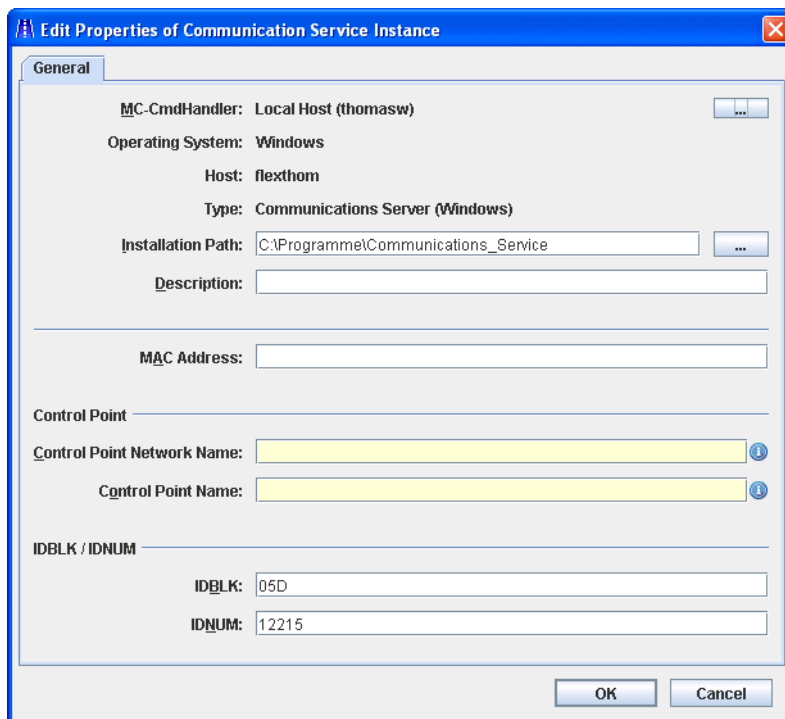 Edit Properties of Communication Service Instance
General
MC-CmdHandler: Local Host (thomasw)
...
Operating System: Windows
Host: flexthom
Type: Communications Server (Windows)
Installation Path: C:\Programme\Communications_Service
...
Description:
MAC Address:
Control Point
Control Point Network Name:
Control Point Name:
IDBLK / IDNUM
IDBLK: 05D
IDNUM: 12215
OK Cancel